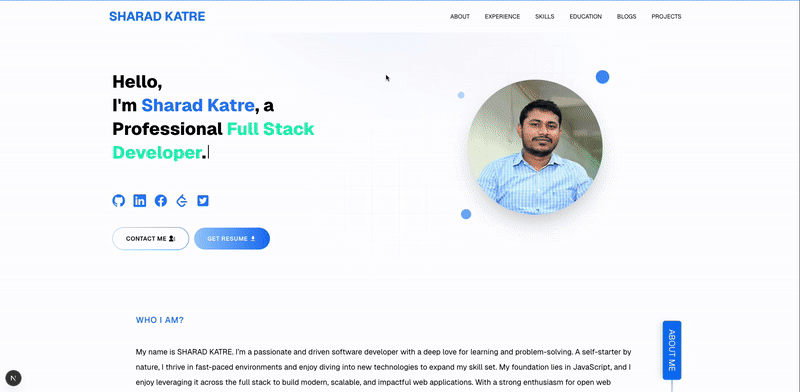 SHARAD KATRE
ABOUT EXPERIENCE SKILLS EDUCATION BLOGS PROJECTS
Hello,
I'm Sharad Katre, a
Professional Full Stack
Developer.
CONTACT ME
GET RESUME
WHO I AM?
ABOUT ME
My name is SHARAD KATRE. I'm a passionate and driven software developer with a deep love for learning and problem-solving. A self-starter by
nature, I thrive in fast-paced environments and enjoy diving into new technologies to expand my skill set. My foundation lies in JavaScript, and I
enjoy leveraging it across the full stack to build modern, scalable, and impactful web applications. With a strong enthusiasm for open web
N